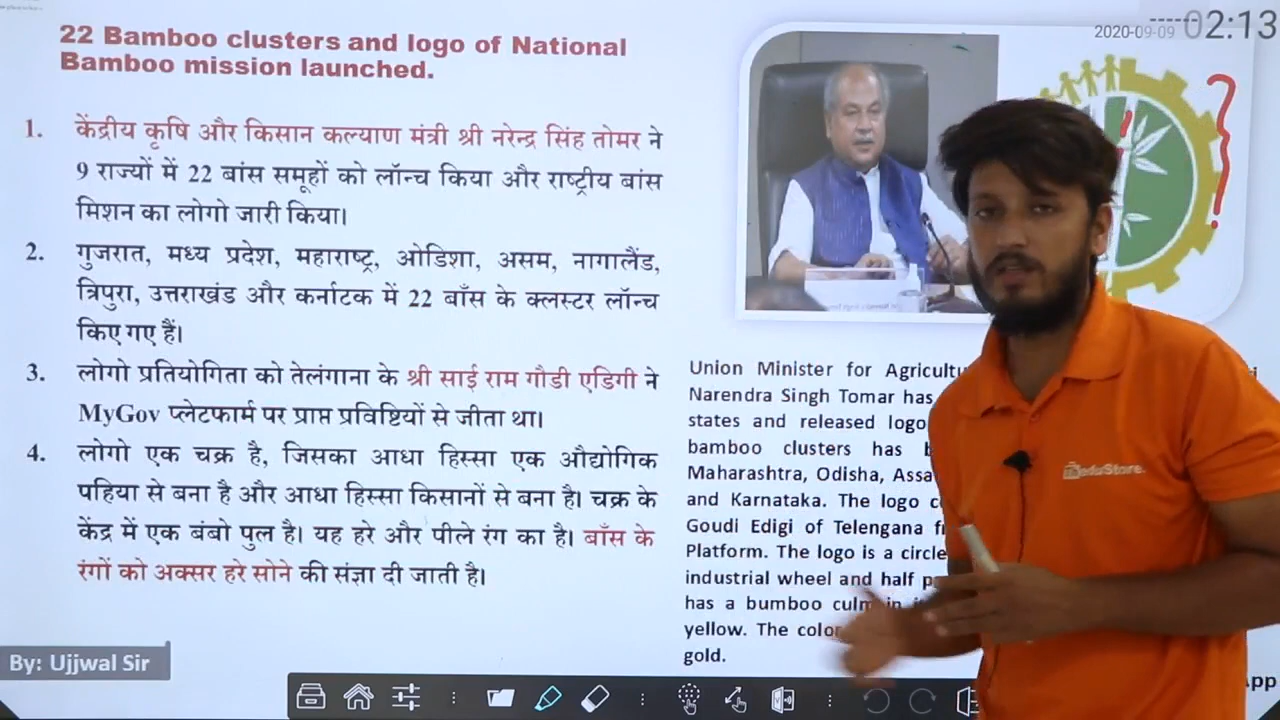 2020-09-09 02:13
22 Bamboo clusters and logo of National
Bamboo mission launched.
1. केंद्रीय कृषि और किसान कल्याण मंत्री श्री नरेन्द्र सिंह तोमर ने
9 राज्यों में 22 बांस समूहों को लॉन्च किया और राष्ट्रीय बांस
मिशन का लोगो जारी किया।
2. गुजरात, मध्य प्रदेश, महाराष्ट्र, ओडिशा, असम, नागालैंड,
त्रिपुरा, उत्तराखंड और कर्नाटक में 22 बाँस के क्लस्टर लॉन्च
किए गए हैं।
3. लोगो प्रतियोगिता को तेलंगाना के श्री साई राम गौडी एडिगी ने
MyGov प्लेटफार्म पर प्राप्त प्रविष्टियों से जीता था।
4. लोगो एक चक्र है, जिसका आधा हिस्सा एक औद्योगिक
पहिया से बना है और आधा हिस्सा किसानों से बना है। चक्र के
केंद्र में एक बंबो पुल है। यह हरे और पीले रंग का है। बाँस के
रंगों को अक्सर हरे सोने की संज्ञा दी जाती है।
Union Minister for
Narendra Singh Tomar has
states and released logo
bamboo clusters has
Maharashtra, Odisha,
and Karnataka. The logo
Goudi Edigi of Telengana
Platform. The logo is a circle
industrial wheel and half
has a bumboo culm in
yellow. The
gold.
eduStore.
By: Ujjwal Sir